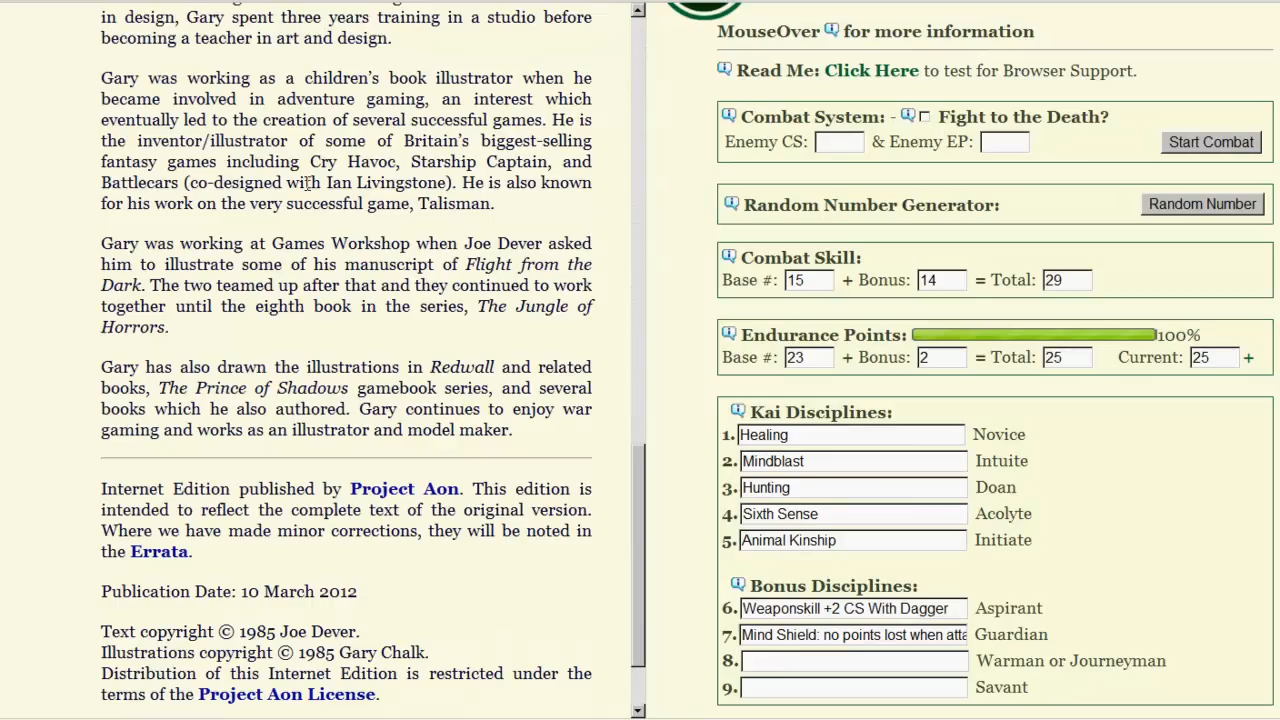 in design, Gary spent three years training in a studio before
becoming a teacher in art and design.
Gary was working as a children's book illustrator when he
became involved in adventure gaming, an interest which
eventually led to the creation of several successful games. He is
the inventor/illustrator of some of Britain's biggest-selling
fantasy games including Cry Havoc, Starship Captain, and
Battlecars (co-designed with Ian Livingstone). He is also known
for his work on the very successful game, Talisman.
Gary was working at Games Workshop when Joe Dever asked
him to illustrate some of his manuscript of Flight from the
Dark. The two teamed up after that and they continued to work
together until the eighth book in the series, The Jungle of
Horrors.
Gary has also drawn the illustrations in Redwall and related
books, The Prince of Shadows gamebook series, and several
books which he also authored. Gary continues to enjoy war
gaming and works as an illustrator and model maker.
Internet Edition published by Project Aon. This edition is
intended to reflect the complete text of the original version.
Where we have made minor corrections, they will be noted in
the Errata.
Publication Date: 10 March 2012
Text copyright © 1985 Joe Dever.
Illustrations copyright © 1985 Gary Chalk.
Distribution of this Internet Edition is restricted under the
terms of the Project Aon License.
MouseOver for more information
Read Me: Click Here to test for Browser Support.
Combat System: - Fight to the Death?
Enemy CS: & Enemy EP: Start Combat
Random Number Generator: Random Number
Combat Skill:
Base #: 15 + Bonus: 14 = Total: 29
Endurance Points: 100%
Base #: 23 + Bonus: 2 = Total: 25 Current: 25 +
Kai Disciplines:
1. Healing Novice
2. Mindblast Intuite
3. Hunting Doan
4. Sixth Sense Acolyte
5. Animal Kinship Initiate
Bonus Disciplines:
6. Weaponskill +2 CS With Dagger Aspirant
7. Mind Shield: no points lost when atta Guardian
8. Warman or Journeyman
9. Savant